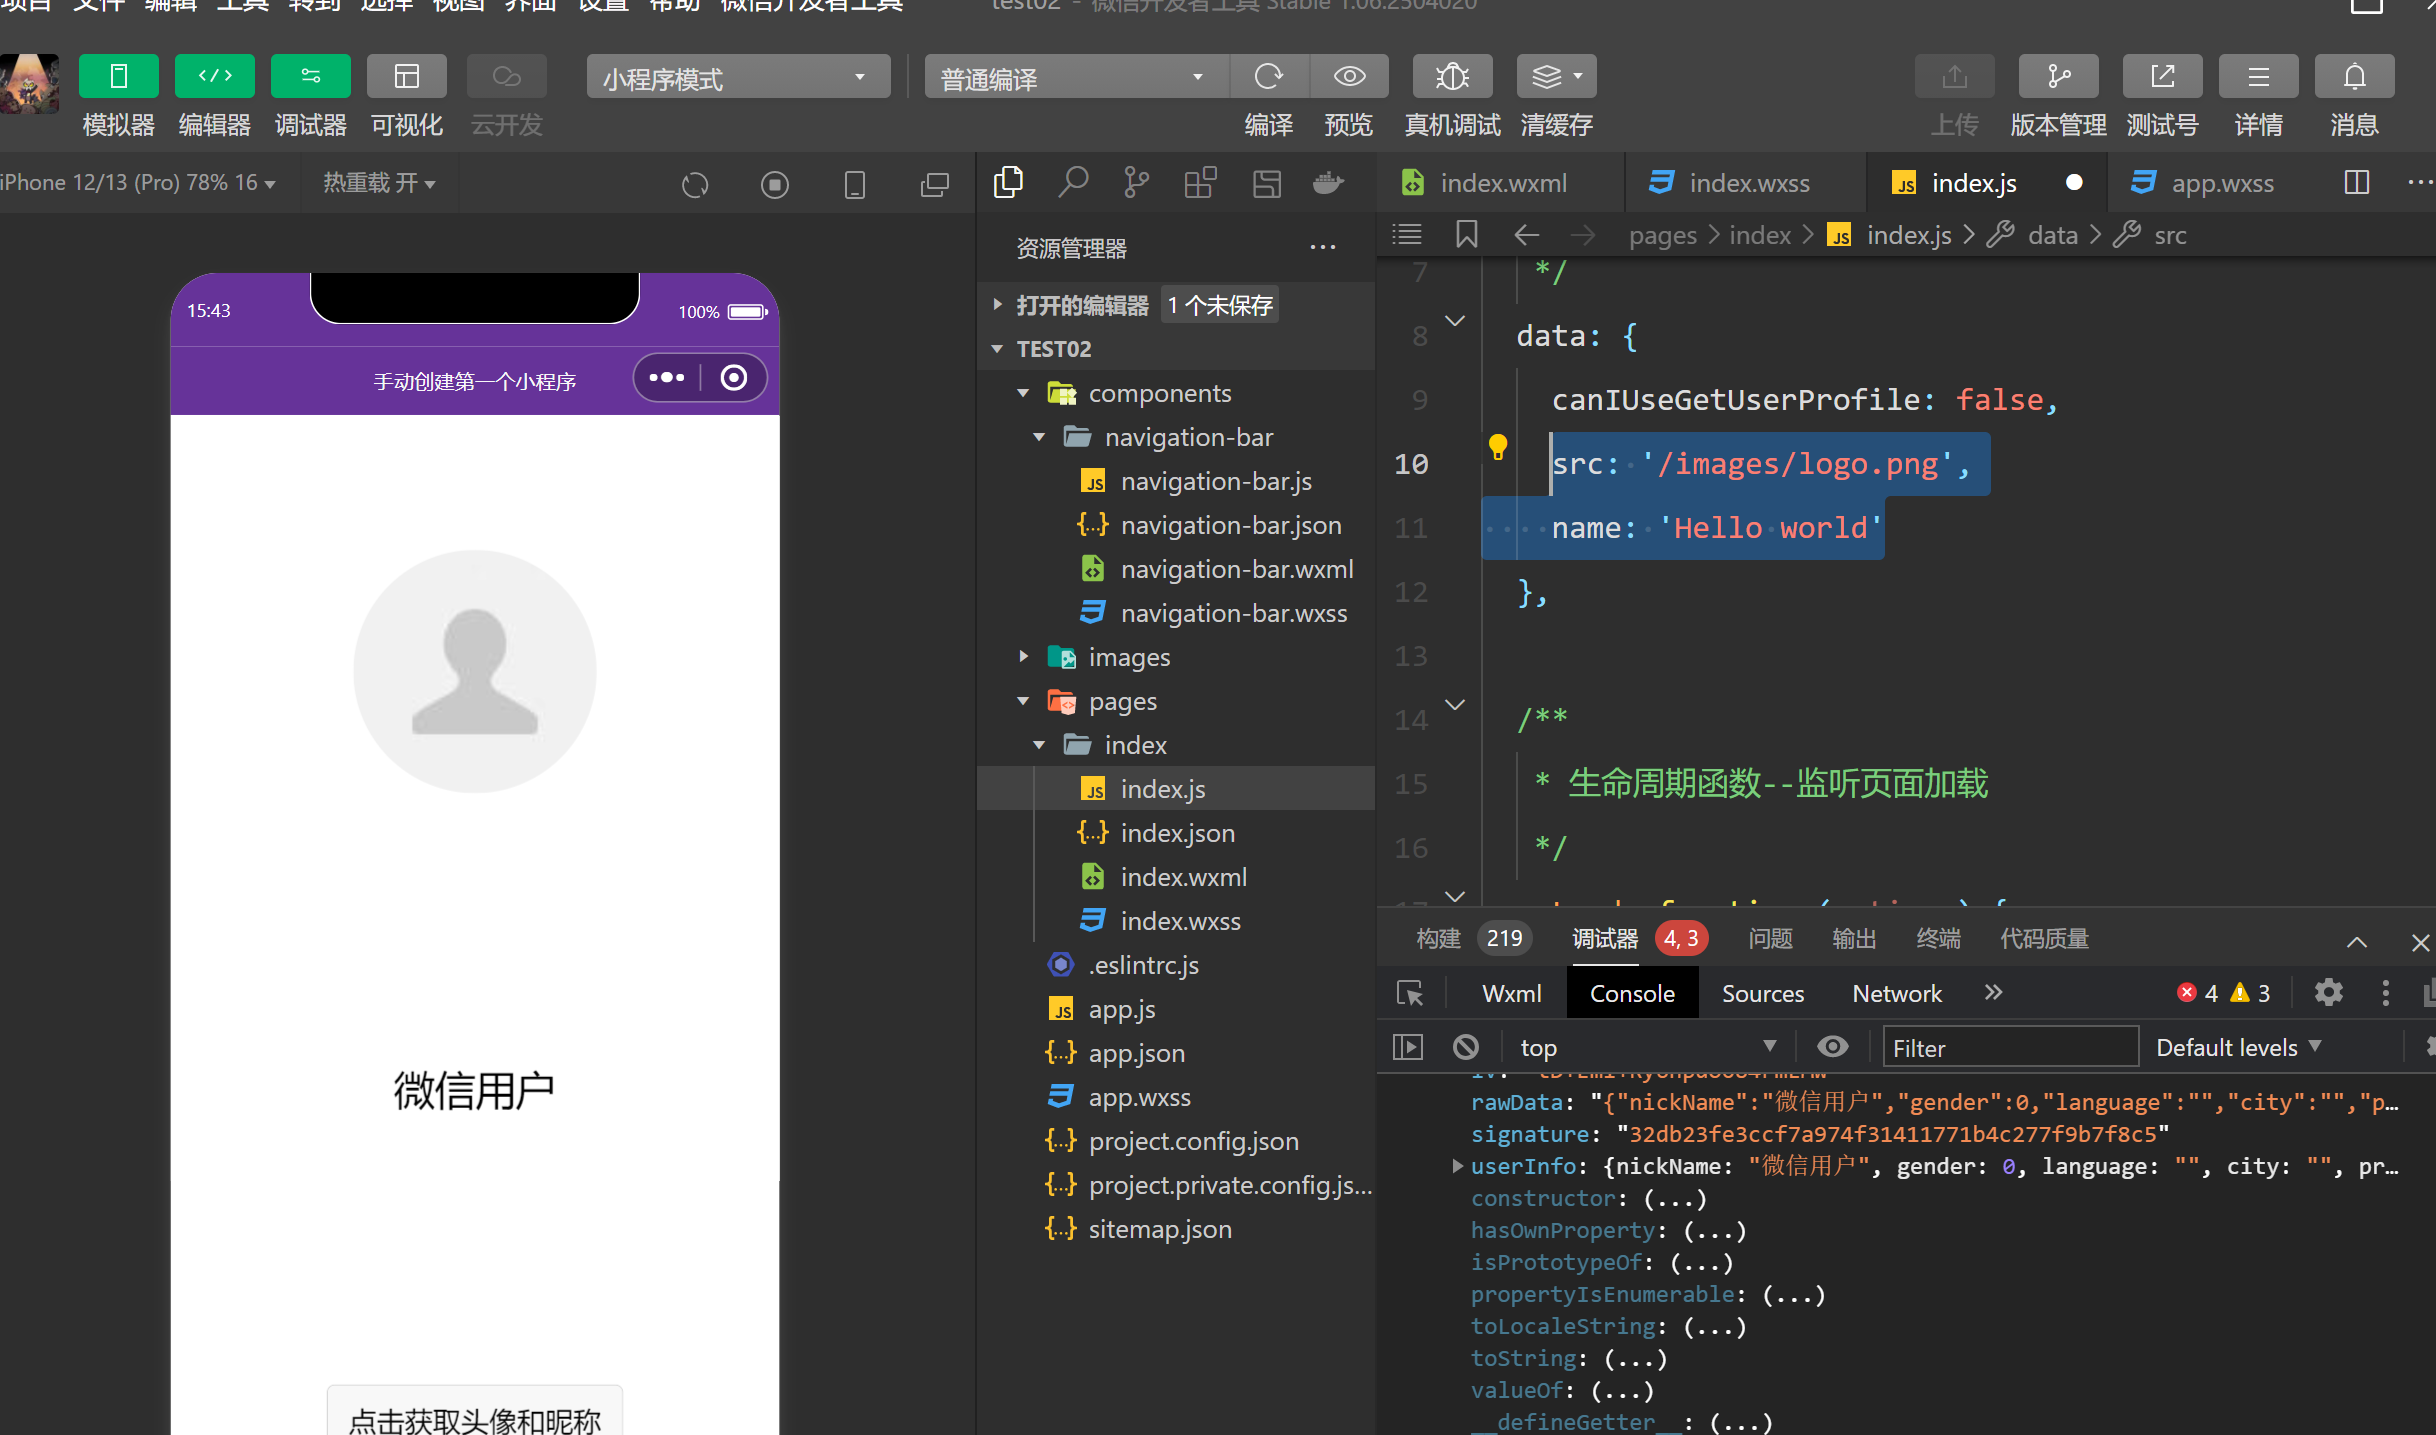 项目 文件 编辑 工具 转到 选择 视图 界面 设置 帮助 微信开发者工具
test02 - 微信开发者工具 Stable 1.06.2504020
小程序模式
普通编译
模拟器 编辑器 调试器 可视化 云开发
编译 预览 真机调试 清缓存
上传 版本管理 测试号 详情 消息
iPhone 12/13 (Pro) 78% 16
热重载 开
15:43
100%
手动创建第一个小程序
微信用户
点击获取头像和昵称
资源管理器
打开的编辑器 1 个未保存
TEST02
components
navigation-bar
navigation-bar.js
navigation-bar.json
navigation-bar.wxml
navigation-bar.wxss
images
pages
index
index.js
index.json
index.wxml
index.wxss
.eslintrc.js
app.js
app.json
app.wxss
project.config.json
project.private.config.js...
sitemap.json
index.wxml index.wxss index.js app.wxss
pages > index > index.js > data > src
7 */
8 data: {
9 canIUseGetUserProfile: false,
10 src: '/images/logo.png',
11 name: 'Hello world'
12 },
13
14 /**
15 * 生命周期函数--监听页面加载
16 */
构建 219 调试器 4, 3 问题 输出 终端 代码质量
Wxml Console Sources Network 4 3
top Filter Default levels
rawData: "{"nickName":"微信用户","gender":0,"language":"","city":"","p…
signature: "32db23fe3ccf7a974f31411771b4c277f9b7f8c5"
userInfo: {nickName: "微信用户", gender: 0, language: "", city: "", pr…
constructor: (...)
hasOwnProperty: (...)
isPrototypeOf: (...)
propertyIsEnumerable: (...)
toLocaleString: (...)
toString: (...)
valueOf: (...)
__defineGetter__: (...)